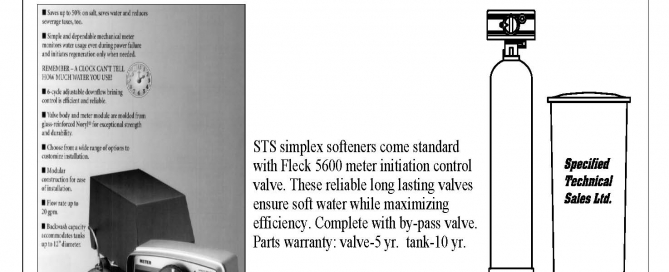 ■ Saves up to 50% on salt, saves water and reduces
sewerage taxes, too.
■ Simple and dependable mechanical meter
monitors water usage even during power failure
and initiates regeneration only when needed.
REMEMBER – A CLOCK CAN'T TELL
HOW MUCH WATER YOU USE!
■ 6-cycle adjustable downflow brining
control is efficient and reliable.
■ Valve body and meter module are molded from
glass-reinforced Noryl® for exceptional strength
and durability.
■ Choose from a wide range of options to
customize installation.
■ Modular
construction for ease
of installation.
■ Flow rate up to
20 gpm.
■ Backwash capacity
accommodates tanks
up to 12" diameter.
METER
STS simplex softeners come standard
with Fleck 5600 meter initiation control
valve. These reliable long lasting valves
ensure soft water while maximizing
efficiency. Complete with by-pass valve.
Parts warranty: valve-5 yr. tank-10 yr.
Specified
Technical
Sales Ltd.